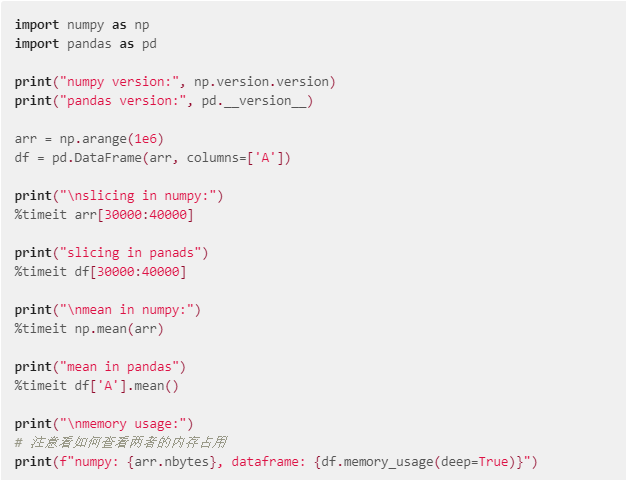 import numpy as np
import pandas as pd
print("numpy version:", np.version.version)
print("pandas version:", pd.__version__)
arr = np.arange(1e6)
df = pd.DataFrame(arr, columns=['A'])
print("\nslicing in numpy:")
%timeit arr[30000:40000]
print("slicing in panads")
%timeit df[30000:40000]
print("\nmean in numpy:")
%timeit np.mean(arr)
print("mean in pandas")
%timeit df['A'].mean()
print("\nmemory usage:")
# 注意看如何查看两者的内存占用
print(f"numpy: {arr.nbytes}, dataframe: {df.memory_usage(deep=True)}")